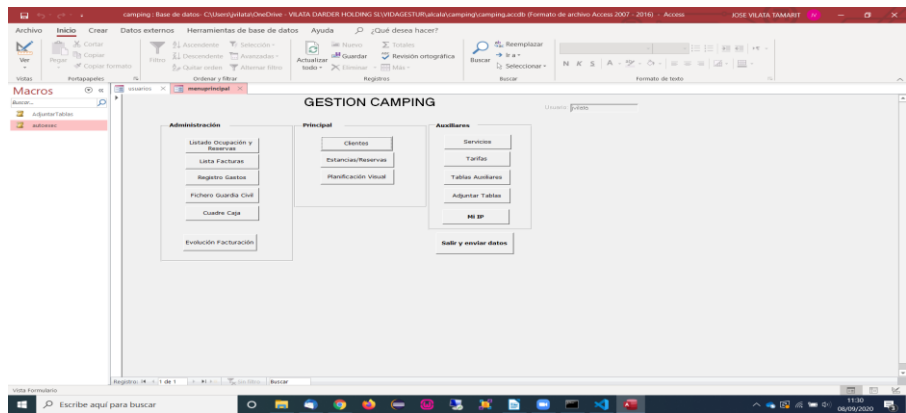 camping : Base de datos- C:\Users\jvilata\OneDrive - VILATA DARDER HOLDING SL\VIDAGESTUR\alcala\camping\camping.accdb (Formato de archivo Access 2007 - 2016) - Access
JOSE VILATA TAMARIT
Archivo Inicio Crear Datos externos Herramientas de base de datos Ayuda ¿Qué desea hacer?
Ver
Pegar
Cortar
Copiar
Copiar formato
Filtro
Ascendente
Descendente
Quitar orden
Selección
Avanzadas
Alternar filtro
Actualizar todo
Nuevo
Guardar
Eliminar
Totales
Revisión ortográfica
Más
Buscar
Reemplazar
Ir a
Seleccionar
N K S
Vistas Portapapeles Ordenar y filtrar Registros Buscar Formato de texto
Macros
Buscar...
AdjuntarTablas
autoexec
usuarios
menuprincipal
GESTION CAMPING
Usuario jvilata
Administración
Listado Ocupación y
Reservas
Lista Facturas
Registro Gastos
Fichero Guardia Civil
Cuadre Caja
Evolución Facturación
Principal
Clientes
Estancias/Reservas
Planificación Visual
Auxiliares
Servicios
Tarifas
Tablas Auxiliares
Adjuntar Tablas
Mi IP
Salir y enviar datos
Registro: 1 de 1 Sin filtro Buscar
Vista Formulario
Escribe aquí para buscar
11:30
08/09/2020